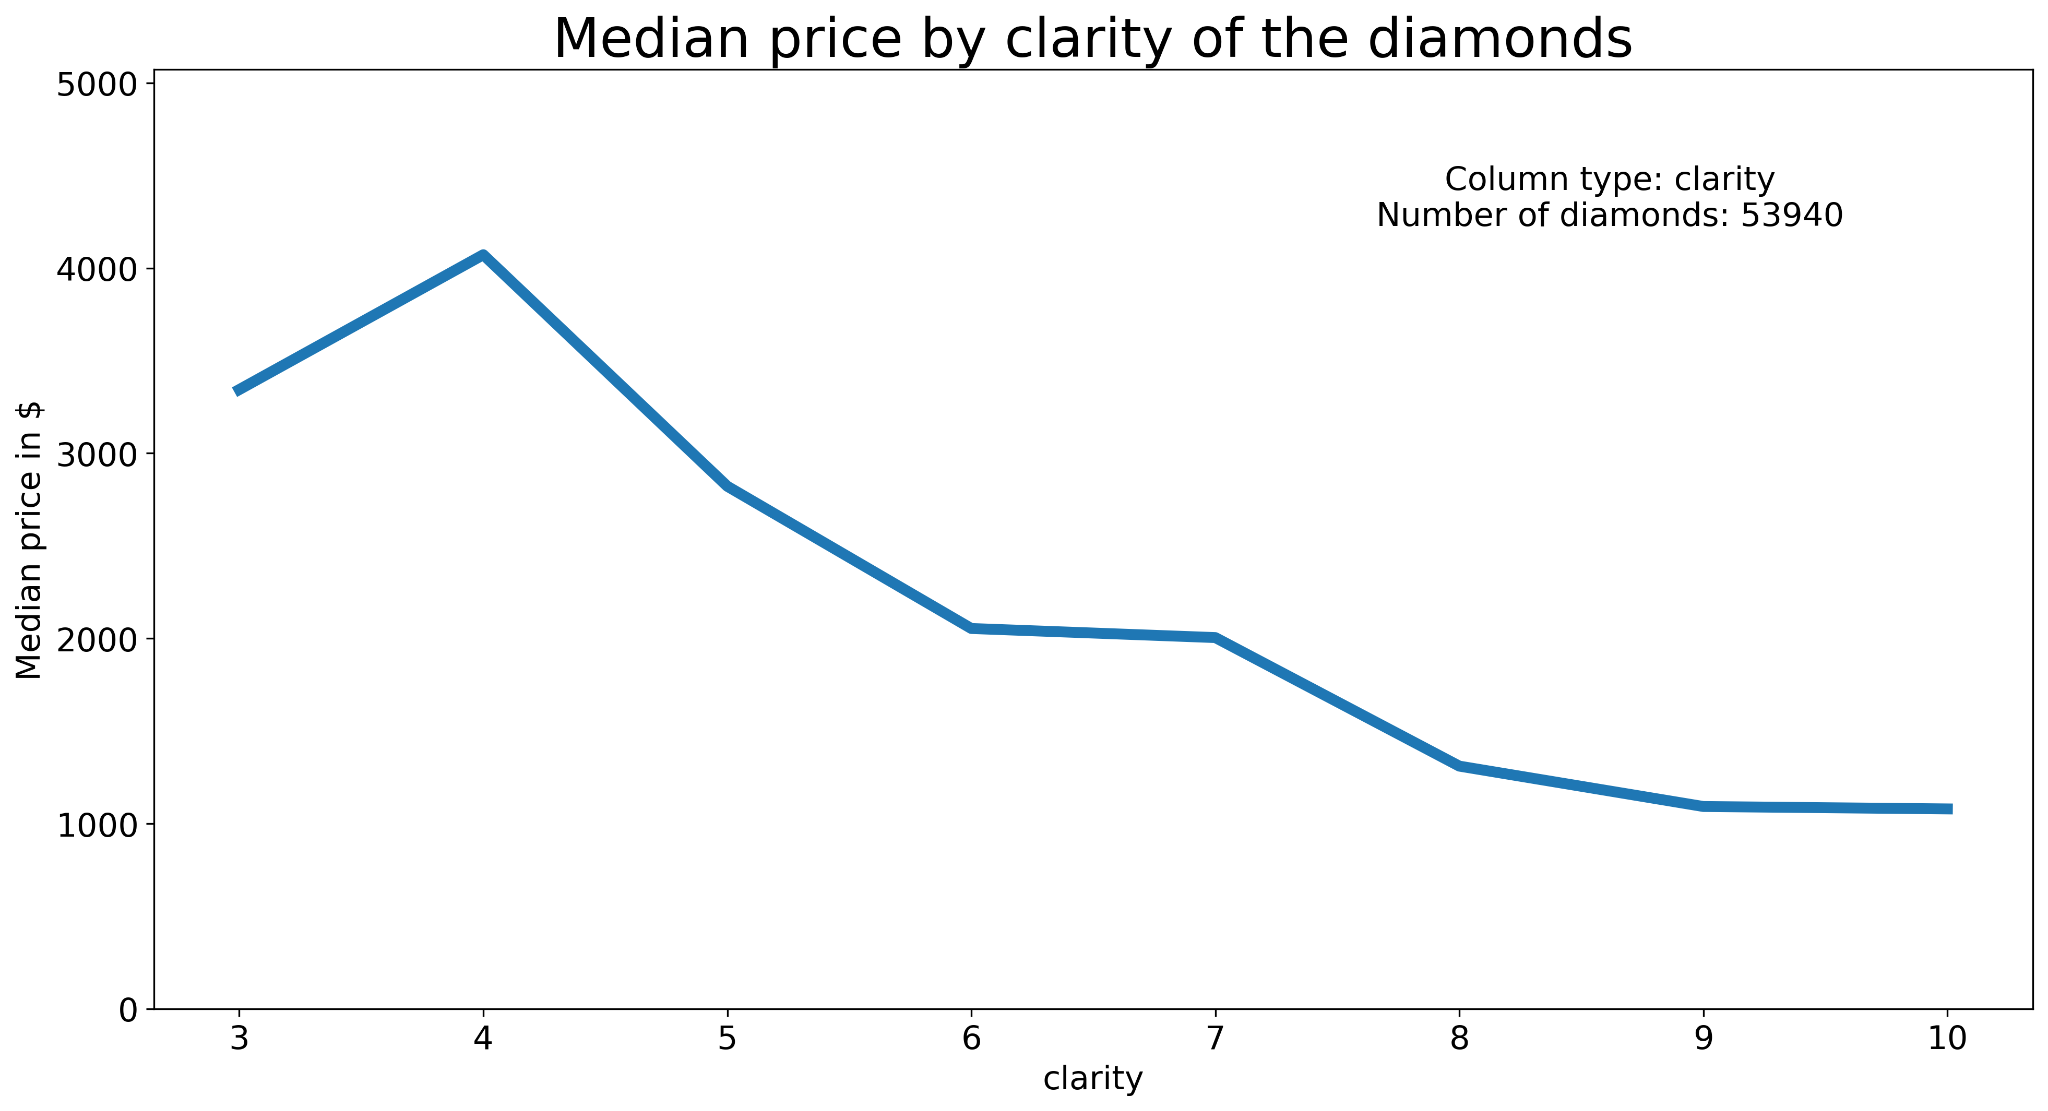 Median price by clarity of the diamonds
5000
4000
3000
2000
1000
0
Median price in $
Column type: clarity
Number of diamonds: 53940
3 4 5 6 7 8 9 10
clarity